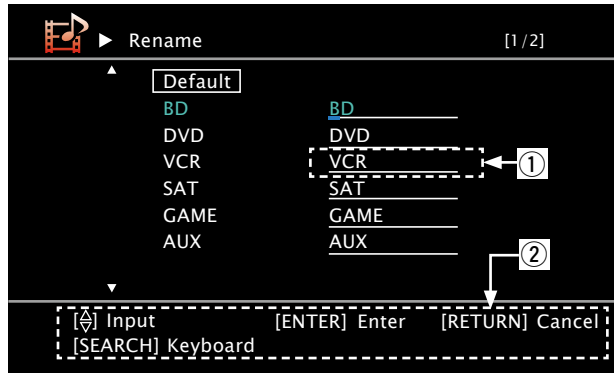 Rename [1/2]
Default
BD BD
DVD DVD
VCR VCR
①
SAT SAT
GAME GAME
AUX AUX
②
[△▽] Input [ENTER] Enter [RETURN] Cancel
[SEARCH] Keyboard